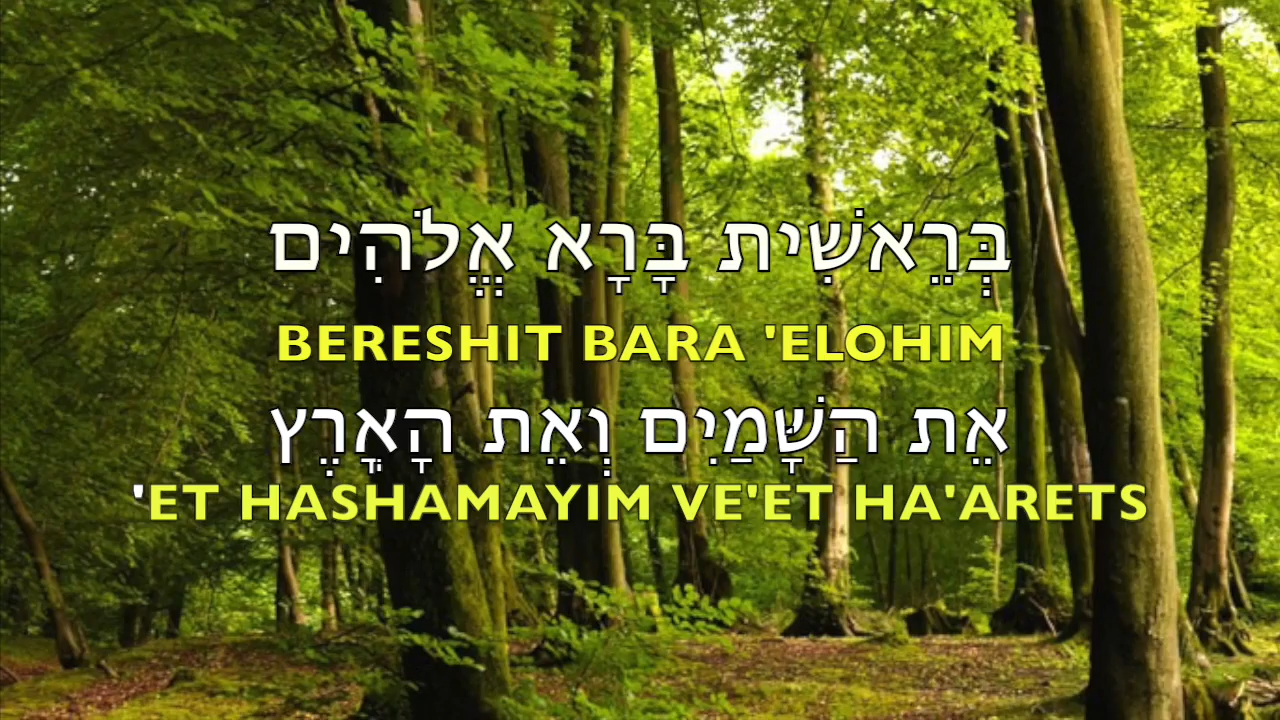 בְּרֵאשִׁית בָּרָא אֱלֹהִים
BERESHIT BARA 'ELOHIM
אֵת הַשָּׁמַיִם וְאֵת הָאֳרֶץ
'ET HASHAMAYIM VE'ET HA'ARETS